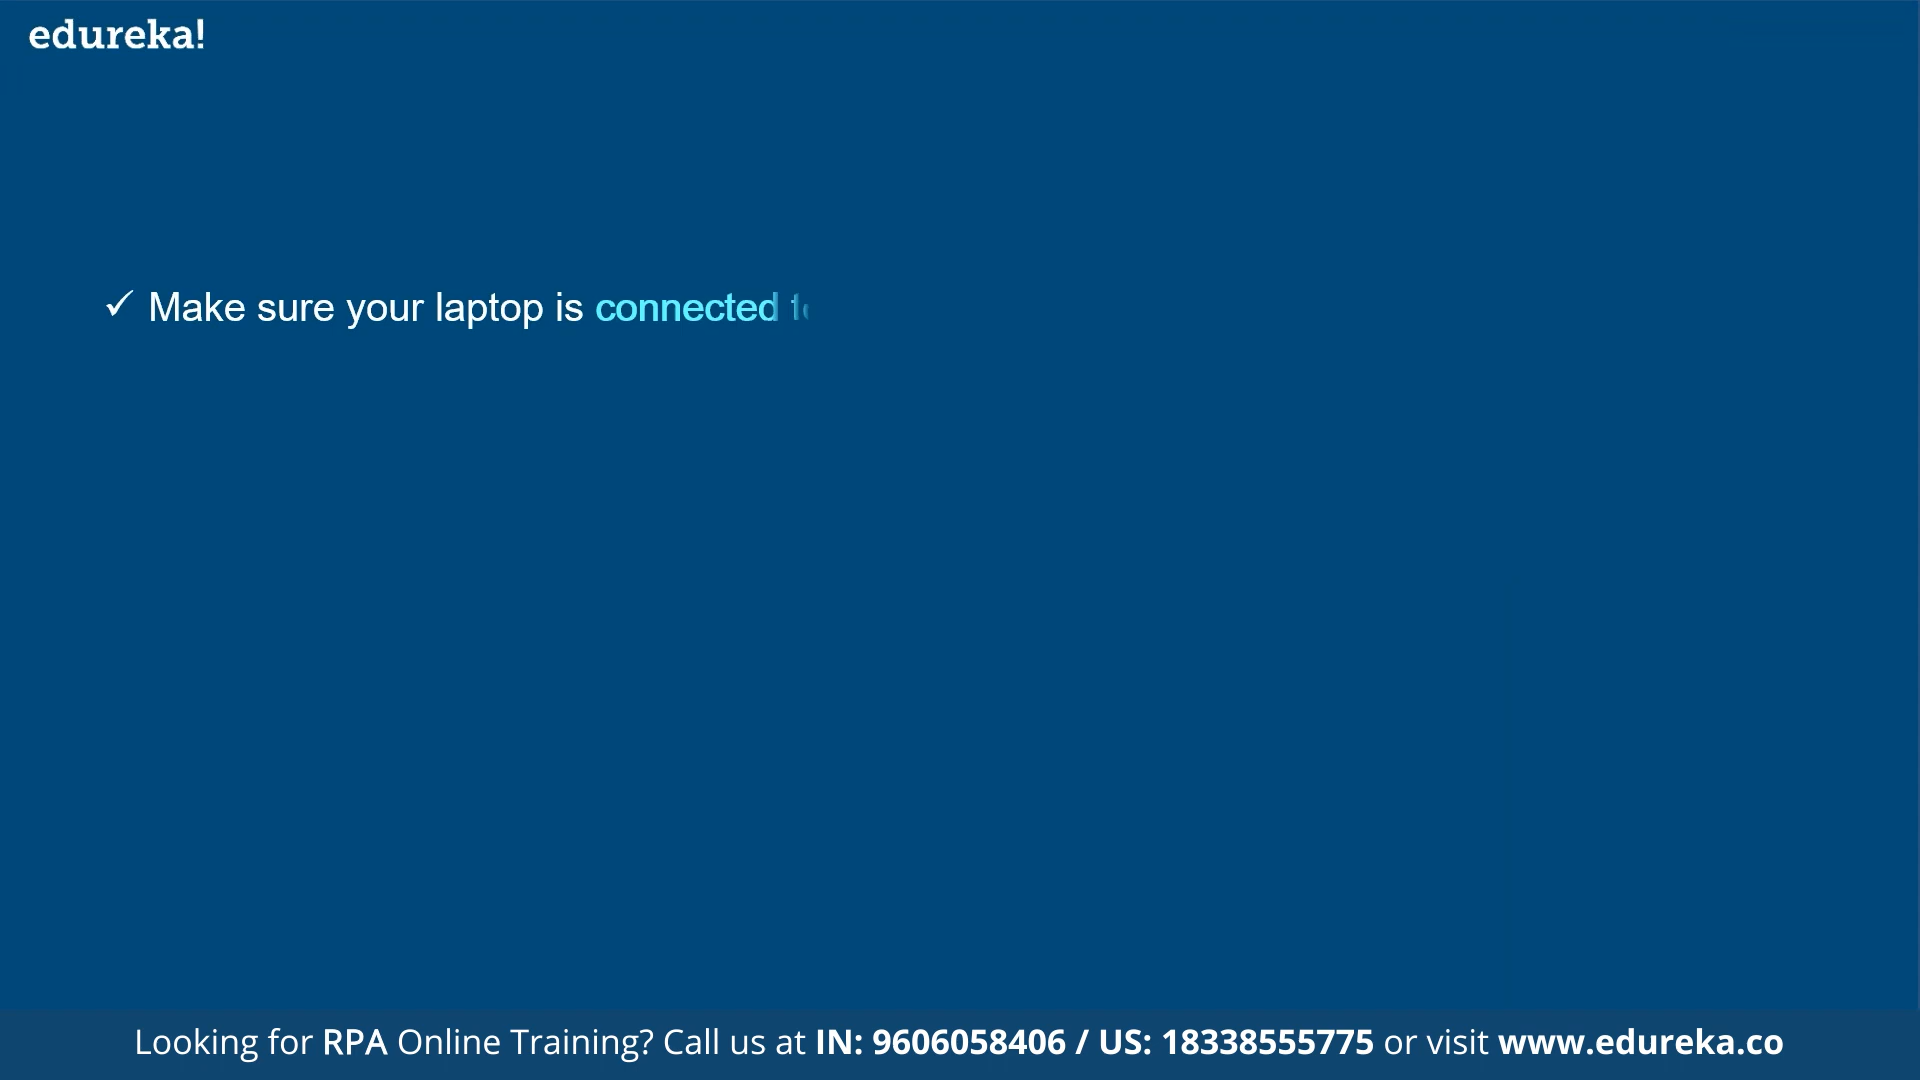 edureka!
✓ Make sure your laptop is connected
Looking for RPA Online Training? Call us at IN: 9606058406 / US: 18338555775 or visit www.edureka.co